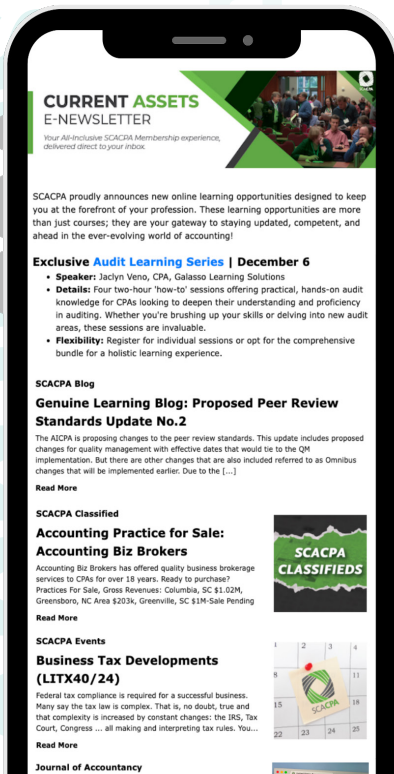 CURRENT ASSETS
E-NEWSLETTER
Your All-Inclusive SCACPA Membership experience,
delivered direct to your inbox.
SCACPA
SCACPA proudly announces new online learning opportunities designed to keep
you at the forefront of your profession. These learning opportunities are more
than just courses; they are your gateway to staying updated, competent, and
ahead in the ever-evolving world of accounting!
Exclusive Audit Learning Series | December 6
• Speaker: Jaclyn Veno, CPA, Galasso Learning Solutions
• Details: Four two-hour 'how-to' sessions offering practical, hands-on audit
knowledge for CPAs looking to deepen their understanding and proficiency
in auditing. Whether you're brushing up your skills or delving into new audit
areas, these sessions are invaluable.
• Flexibility: Register for individual sessions or opt for the comprehensive
bundle for a holistic learning experience.
SCACPA Blog
Genuine Learning Blog: Proposed Peer Review
Standards Update No.2
The AICPA is proposing changes to the peer review standards. This update includes proposed
changes for quality management with effective dates that would tie to the QM
implementation. But there are other changes that are also included referred to as Omnibus
changes that will be implemented earlier. Due to the [...]
Read More
SCACPA Classified
Accounting Practice for Sale:
Accounting Biz Brokers
Accounting Biz Brokers has offered quality business brokerage
services to CPAs for over 18 years. Ready to purchase?
Practices For Sale, Gross Revenues: Columbia, SC $1.02M,
Greensboro, NC Area $203k, Greenville, SC $1M-Sale Pending
Read More
SCACPA
CLASSIFIEDS
SCACPA Events
Business Tax Developments
(LITX40/24)
Federal tax compliance is required for a successful business.
Many say the tax law is complex. That is, no doubt, true and
that complexity is increased by constant changes: the IRS, Tax
Court, Congress ... all making and interpreting tax rules. You...
Read More
1 2 3 4
8 11
15 18
22 23 24 25
SCACPA
Journal of Accountancy